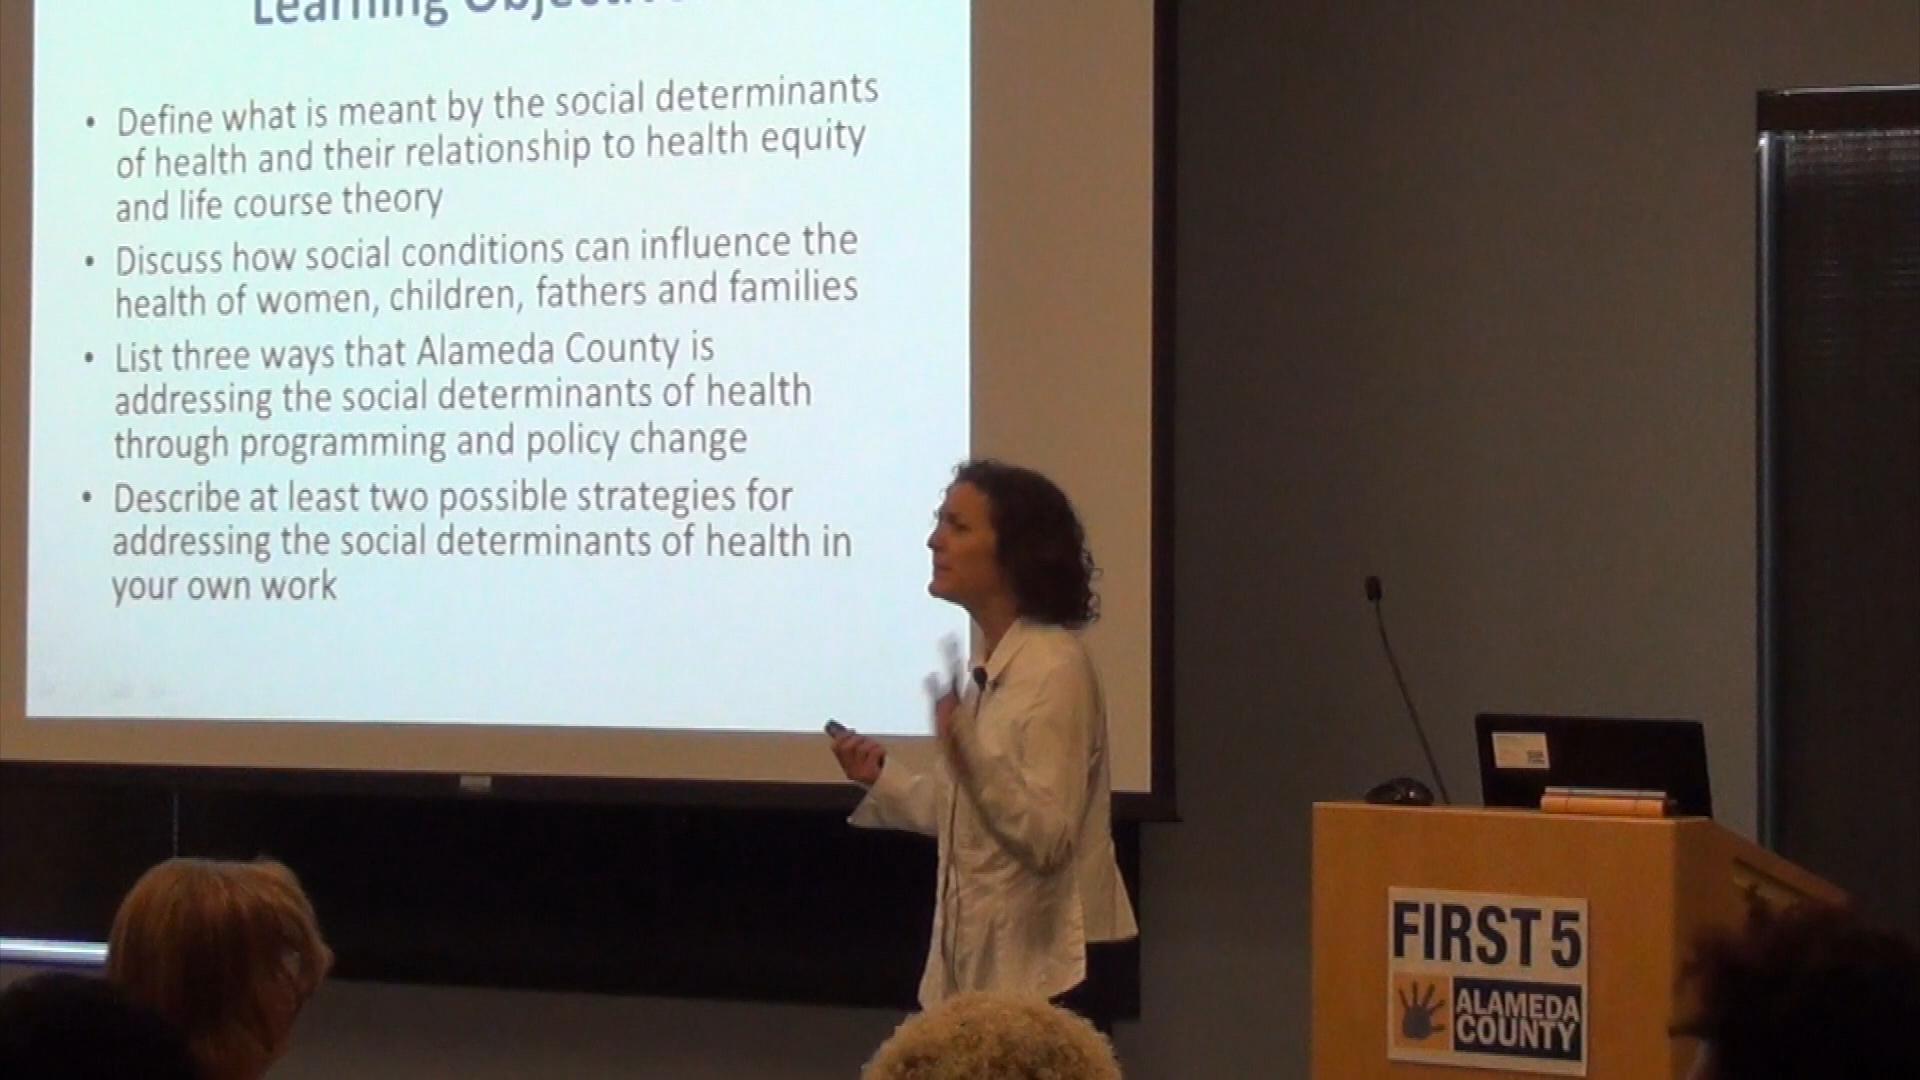 Learning
• Define what is meant by the social determinants
of health and their relationship to health equity
and life course theory
• Discuss how social conditions can influence the
health of women, children, fathers and families
• List three ways that Alameda County is
addressing the social determinants of health
through programming and policy change
• Describe at least two possible strategies for
addressing the social determinants of health in
your own work
FIRST 5
ALAMEDA
COUNTY